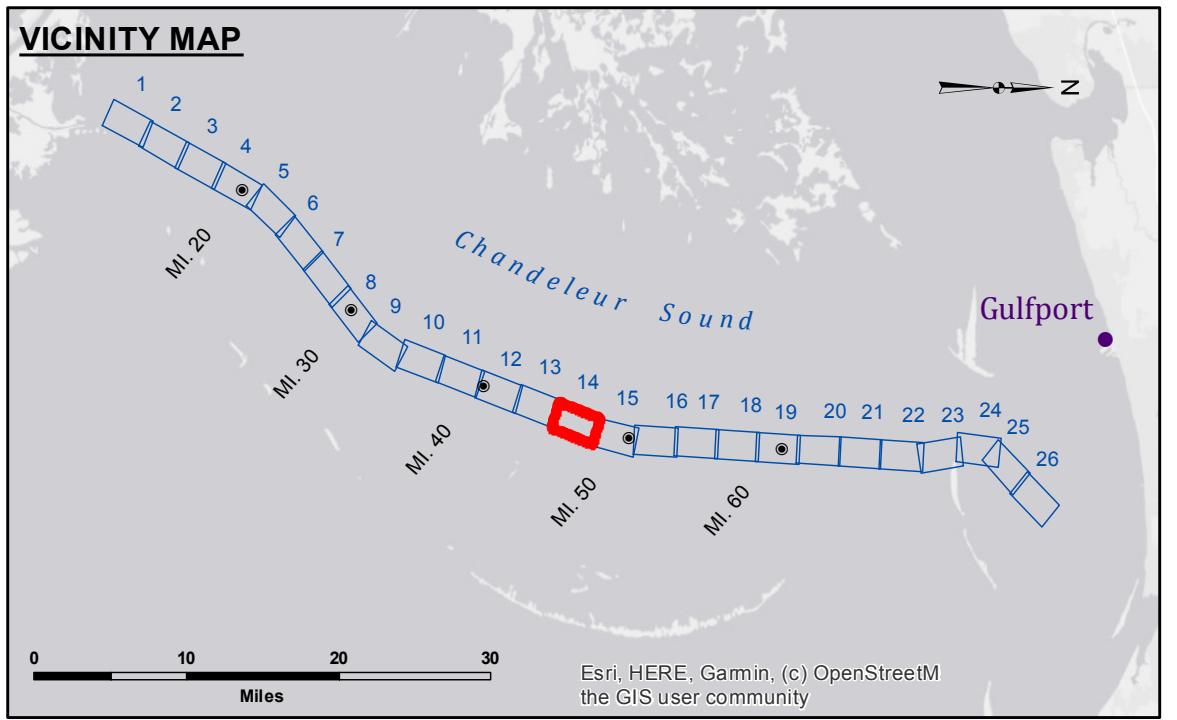 VICINITY MAP
N
1
2
3
4
5
6
7
8
9
10
11
12
13
14
15
16
17
18
19
20
21
22
23
24
25
26
MI. 20
MI. 30
MI. 40
MI. 50
MI. 60
Chandeleur Sound
Gulfport
0 10 20 30
Miles
Esri, HERE, Garmin, (c) OpenStreetM
the GIS user community